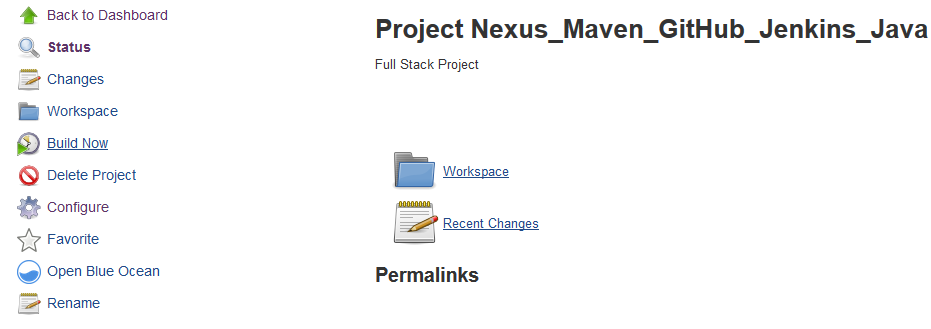 Back to Dashboard
Status
Changes
Workspace
Build Now
Delete Project
Configure
Favorite
Open Blue Ocean
Rename
Project Nexus_Maven_GitHub_Jenkins_Java
Full Stack Project
Workspace
Recent Changes
Permalinks